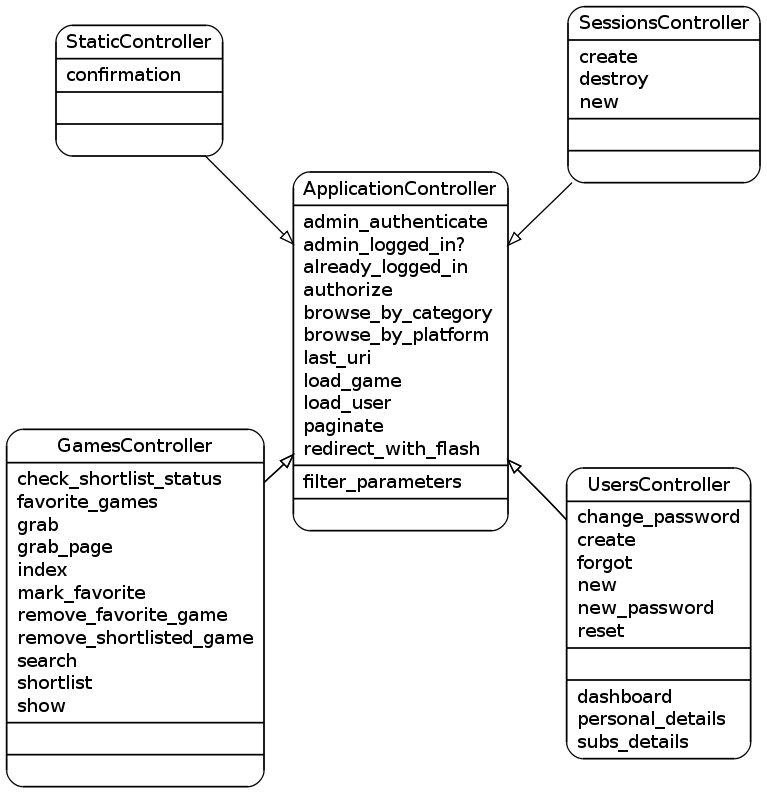 StaticController
confirmation
SessionsController
create
destroy
new
ApplicationController
admin_authenticate
admin_logged_in?
already_logged_in
authorize
browse_by_category
browse_by_platform
last_uri
load_game
load_user
paginate
redirect_with_flash
filter_parameters
GamesController
check_shortlist_status
favorite_games
grab
grab_page
index
mark_favorite
remove_favorite_game
remove_shortlisted_game
search
shortlist
show
UsersController
change_password
create
forgot
new
new_password
reset
dashboard
personal_details
subs_details